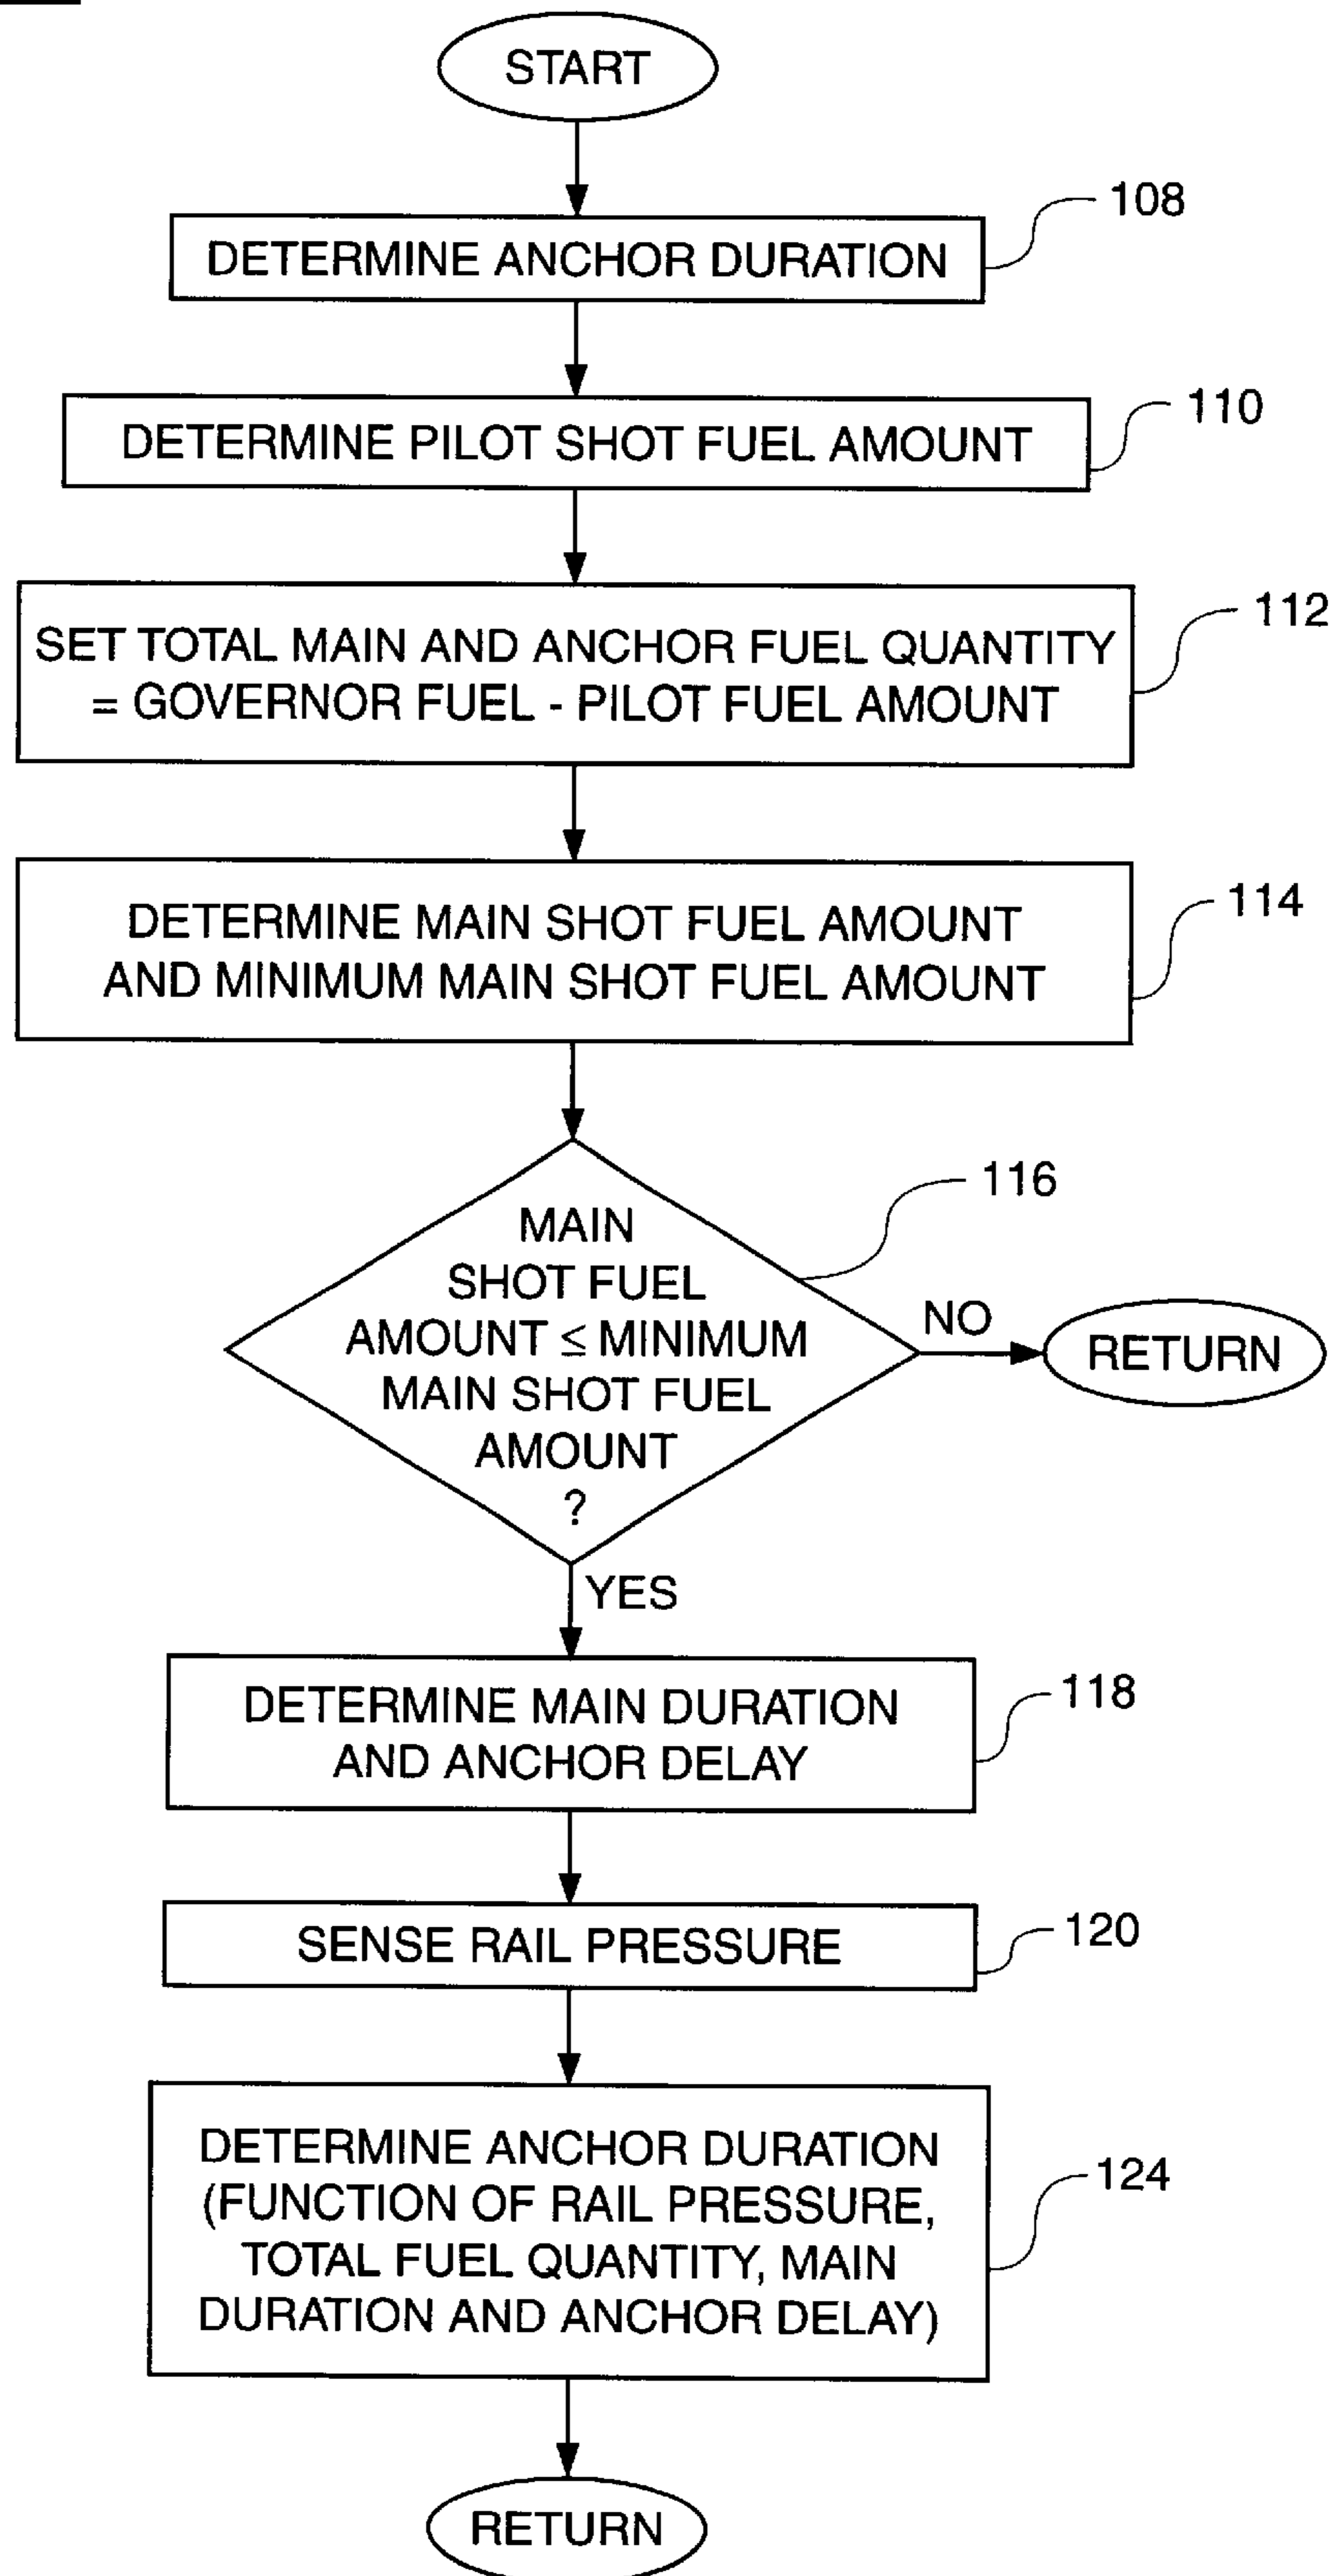 START
108
DETERMINE ANCHOR DURATION
110
DETERMINE PILOT SHOT FUEL AMOUNT
112
SET TOTAL MAIN AND ANCHOR FUEL QUANTITY
= GOVERNOR FUEL - PILOT FUEL AMOUNT
114
DETERMINE MAIN SHOT FUEL AMOUNT
AND MINIMUM MAIN SHOT FUEL AMOUNT
116
MAIN
SHOT FUEL
AMOUNT ≤ MINIMUM
MAIN SHOT FUEL
AMOUNT
?
NO
RETURN
YES
118
DETERMINE MAIN DURATION
AND ANCHOR DELAY
120
SENSE RAIL PRESSURE
124
DETERMINE ANCHOR DURATION
(FUNCTION OF RAIL PRESSURE,
TOTAL FUEL QUANTITY, MAIN
DURATION AND ANCHOR DELAY)
RETURN